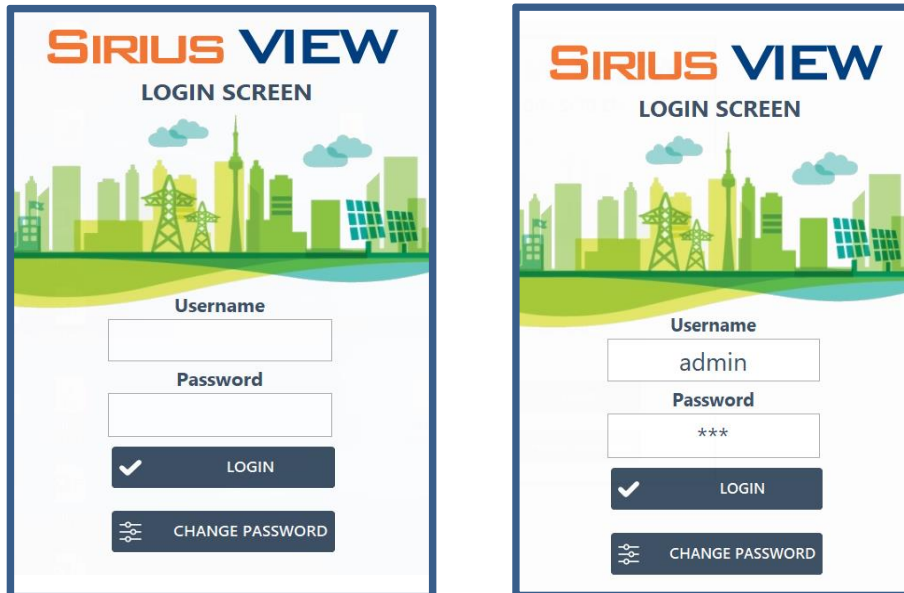 SIRIUS VIEW
LOGIN SCREEN
Username
Password
LOGIN
CHANGE PASSWORD
SIRIUS VIEW
LOGIN SCREEN
Username
admin
Password
***
LOGIN
CHANGE PASSWORD